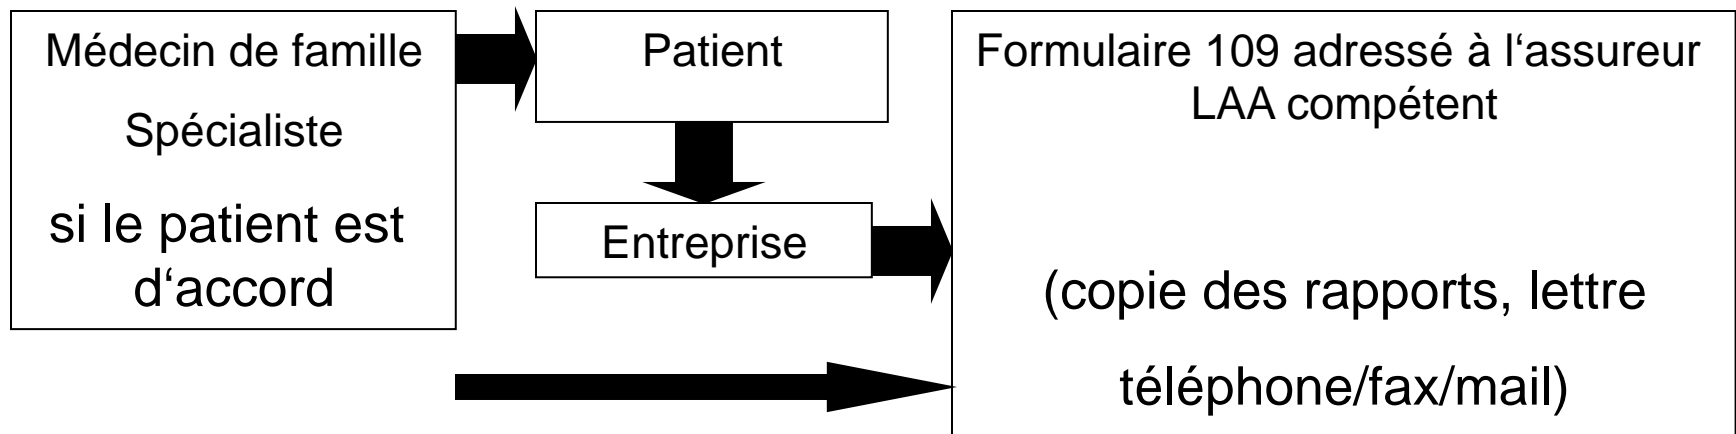 Médecin de famille
Spécialiste
si le patient est
d‘accord
Patient
Entreprise
Formulaire 109 adressé à l‘assureur
LAA compétent
(copie des rapports, lettre
téléphone/fax/mail)